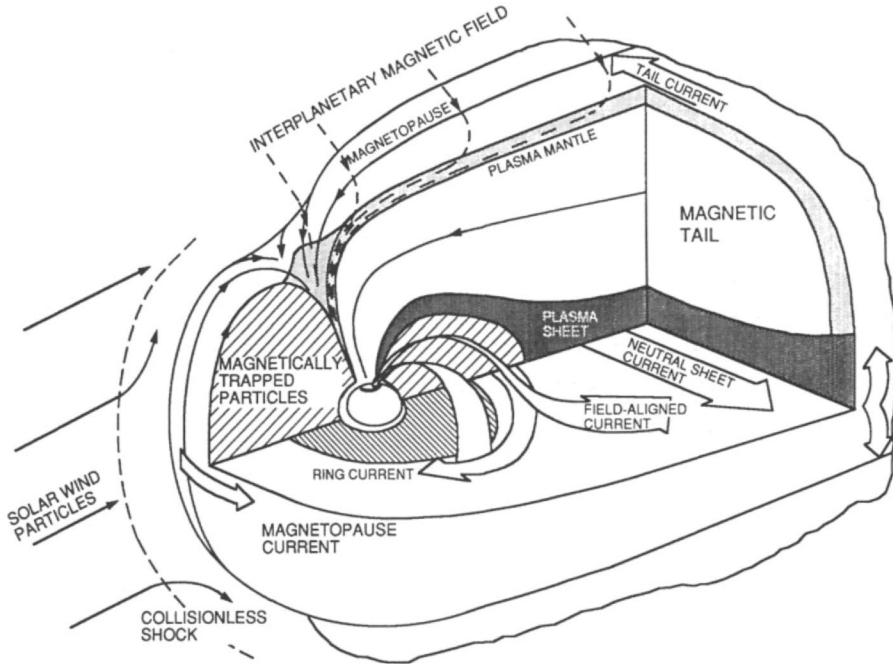 INTERPLANETARY MAGNETIC FIELD
MAGNETOPAUSE
TAIL CURRENT
PLASMA MANTLE
MAGNETIC
TAIL
PLASMA
SHEET
NEUTRAL SHEET
CURRENT
MAGNETICALLY
TRAPPED
PARTICLES
FIELD-ALIGNED
CURRENT
RING CURRENT
SOLAR WIND
PARTICLES
MAGNETOPAUSE
CURRENT
COLLISIONLESS
SHOCK